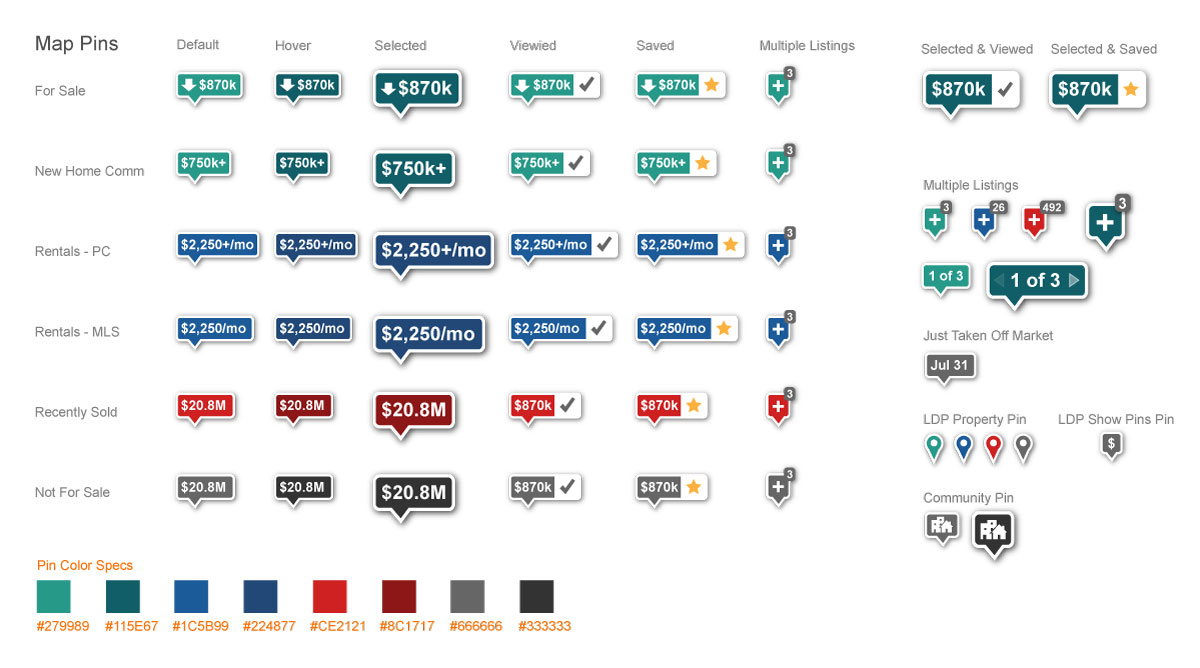 Map Pins
Default Hover Selected Viewied Saved Multiple Listings
For Sale $870k $870k $870k $870k $870k 3
New Home Comm $750k+ $750k+ $750k+ $750k+ $750k+ 3
Rentals - PC $2,250+/mo $2,250+/mo $2,250+/mo $2,250+/mo $2,250+/mo 3
Rentals - MLS $2,250/mo $2,250/mo $2,250/mo $2,250/mo $2,250/mo 3
Recently Sold $20.8M $20.8M $20.8M $870k $870k 3
Not For Sale $20.8M $20.8M $20.8M $870k $870k 3
Selected & Viewed Selected & Saved
$870k $870k
Multiple Listings
3 26 492 3
1 of 3 1 of 3
Just Taken Off Market
Jul 31
LDP Property Pin LDP Show Pins Pin
$
Community Pin
Pin Color Specs
#279989 #115E67 #1C5B99 #224877 #CE2121 #8C1717 #666666 #333333